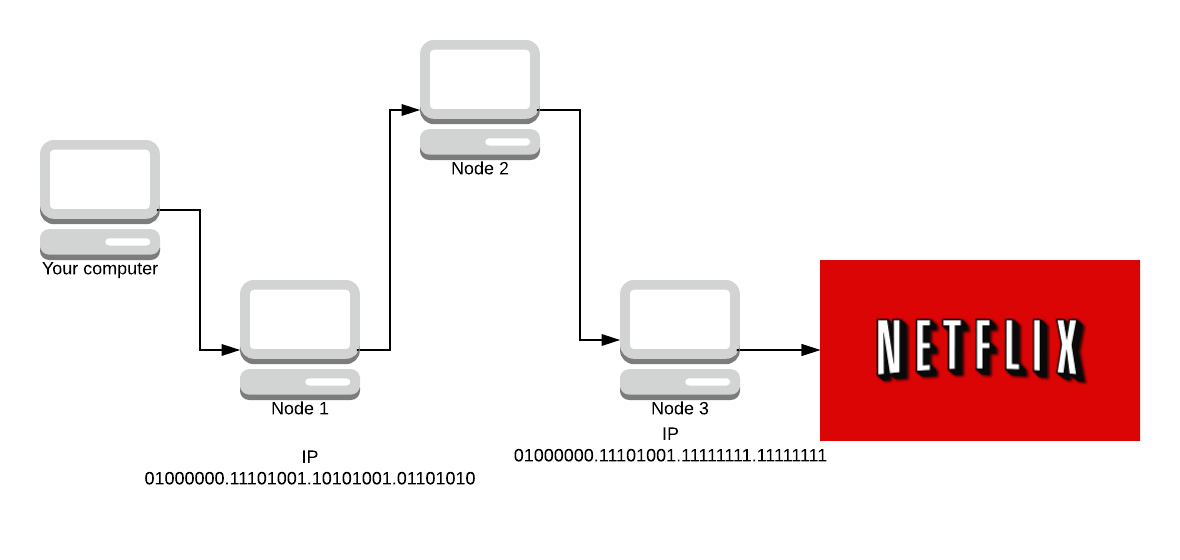 Node 2
Your computer
NETFLIX
Node 1
Node 3
IP
01000000.11101001.11111111.11111111
IP
01000000.11101001.10101001.01101010